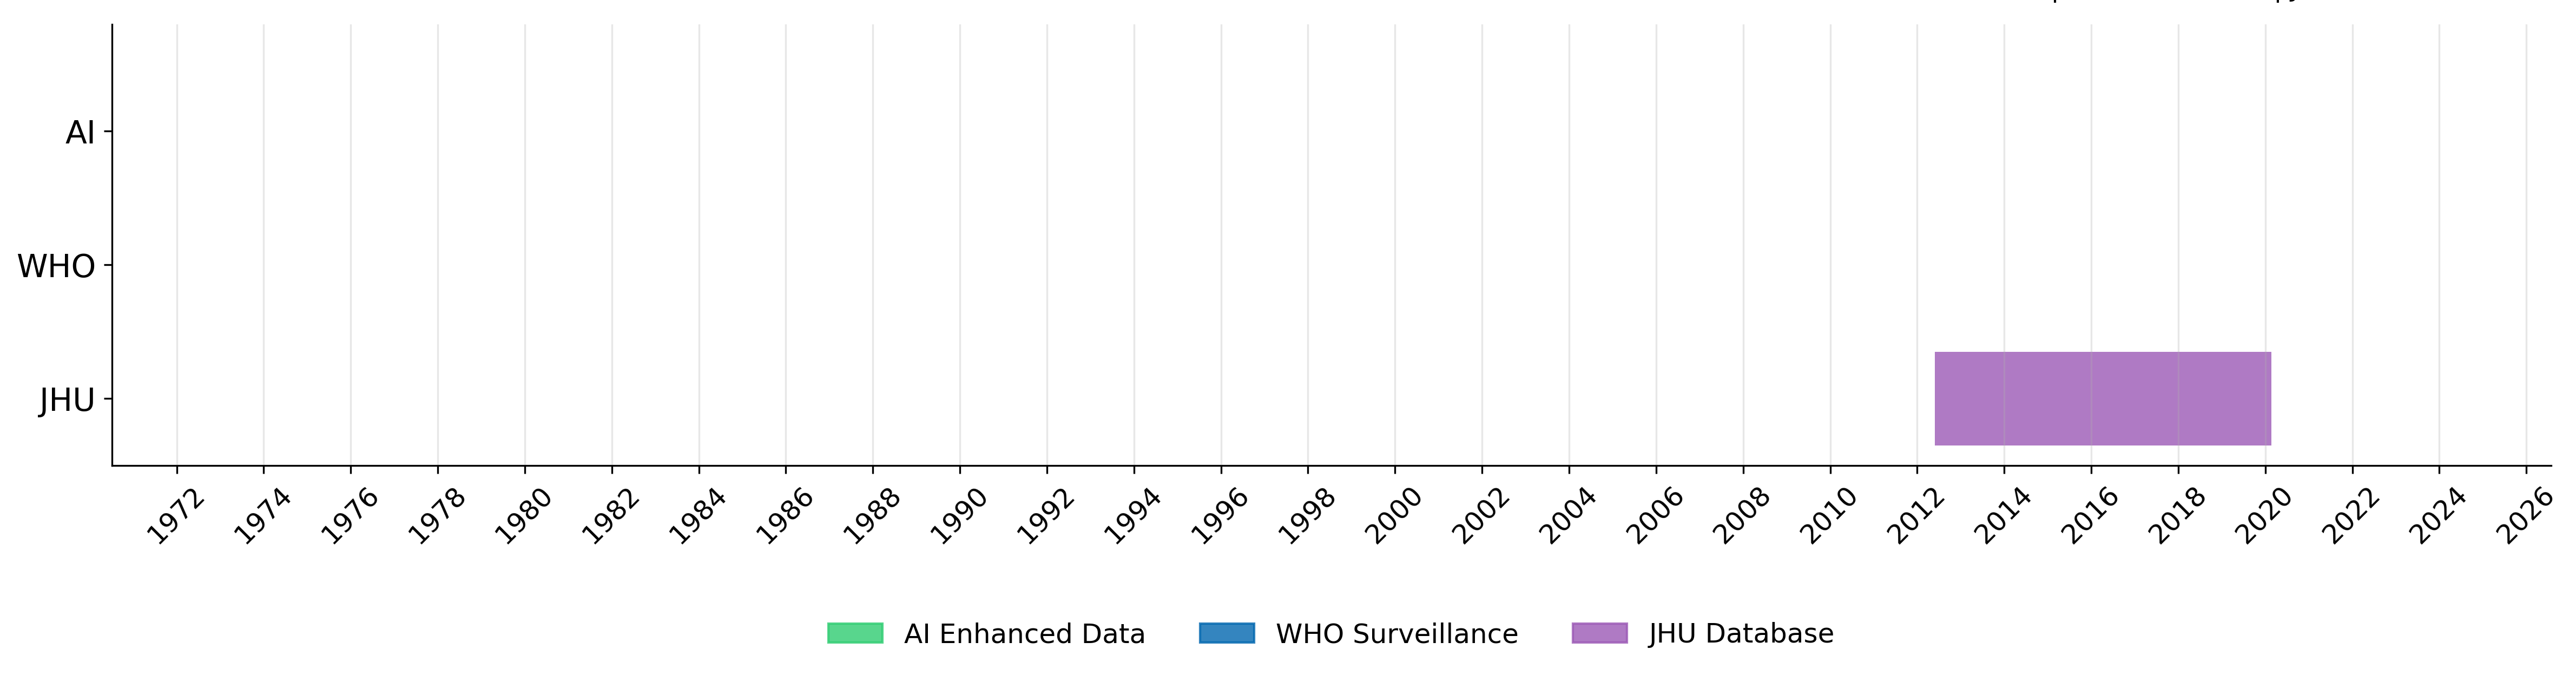 AI
WHO
JHU
1972 1974 1976 1978 1980 1982 1984 1986 1988 1990 1992 1994 1996 1998 2000 2002 2004 2006 2008 2010 2012 2014 2016 2018 2020 2022 2024 2026
AI Enhanced Data WHO Surveillance JHU Database